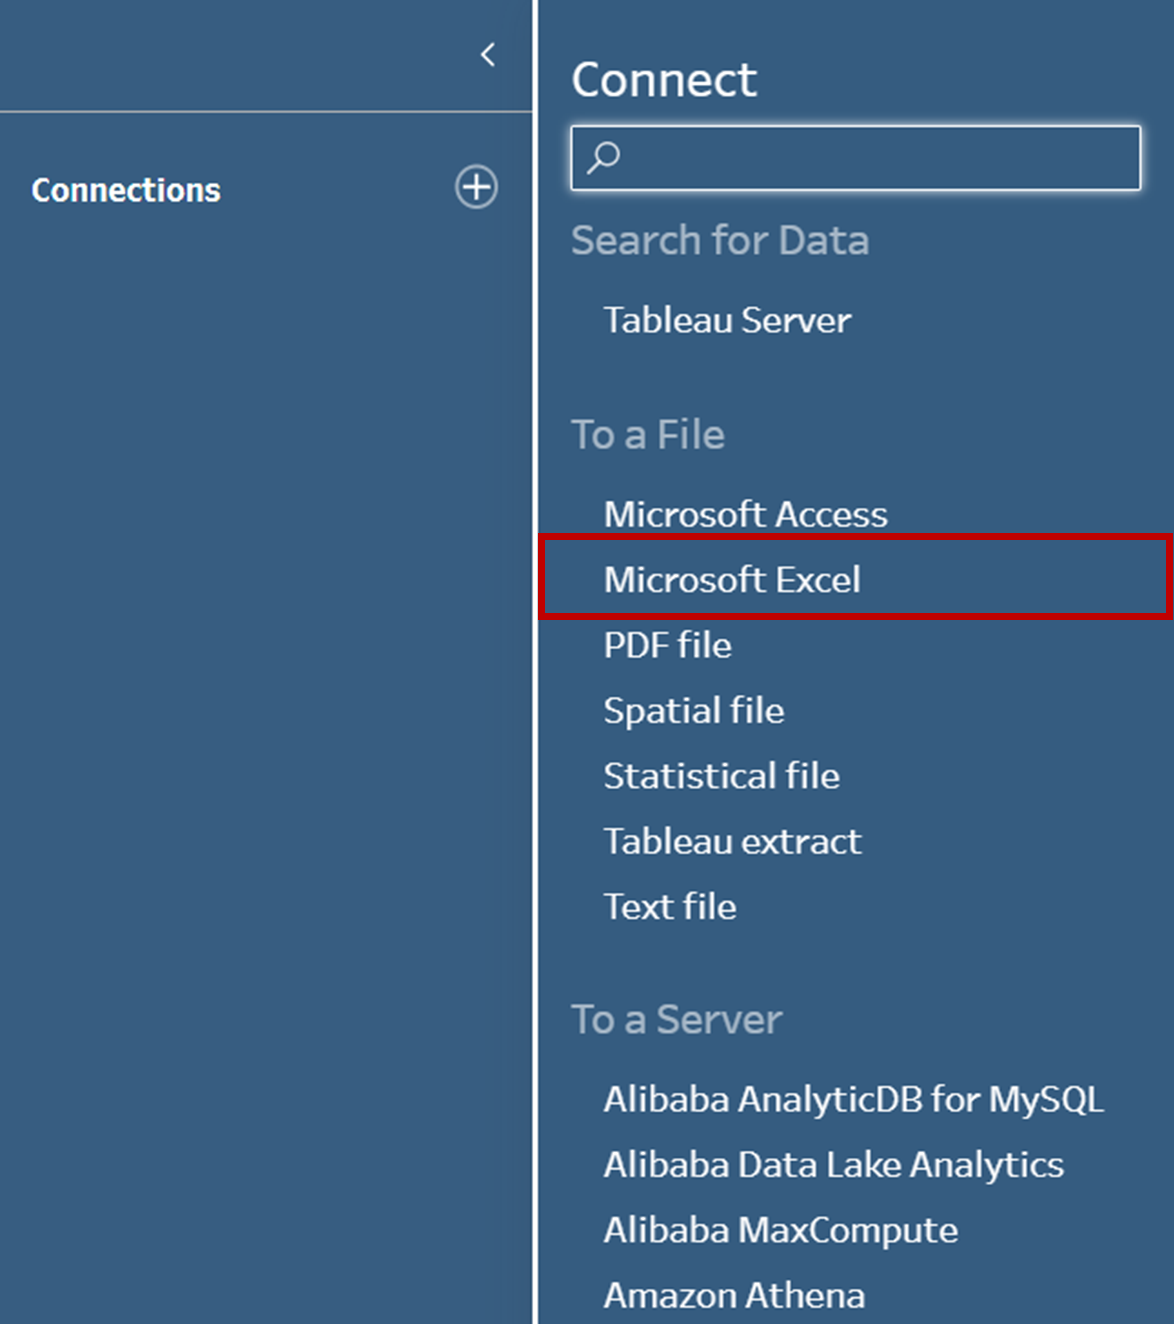 Connections
Connect
Search for Data
Tableau Server
To a File
Microsoft Access
Microsoft Excel
PDF file
Spatial file
Statistical file
Tableau extract
Text file
To a Server
Alibaba AnalyticDB for MySQL
Alibaba Data Lake Analytics
Alibaba MaxCompute
Amazon Athena